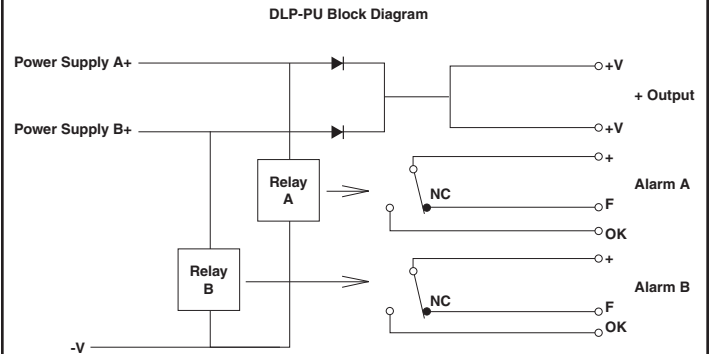 DLP-PU Block Diagram
Power Supply A+
+V
+ Output
Power Supply B+
+V
+
Relay
A
NC
Alarm A
F
OK
+
Relay
B
NC
Alarm B
F
OK
-V